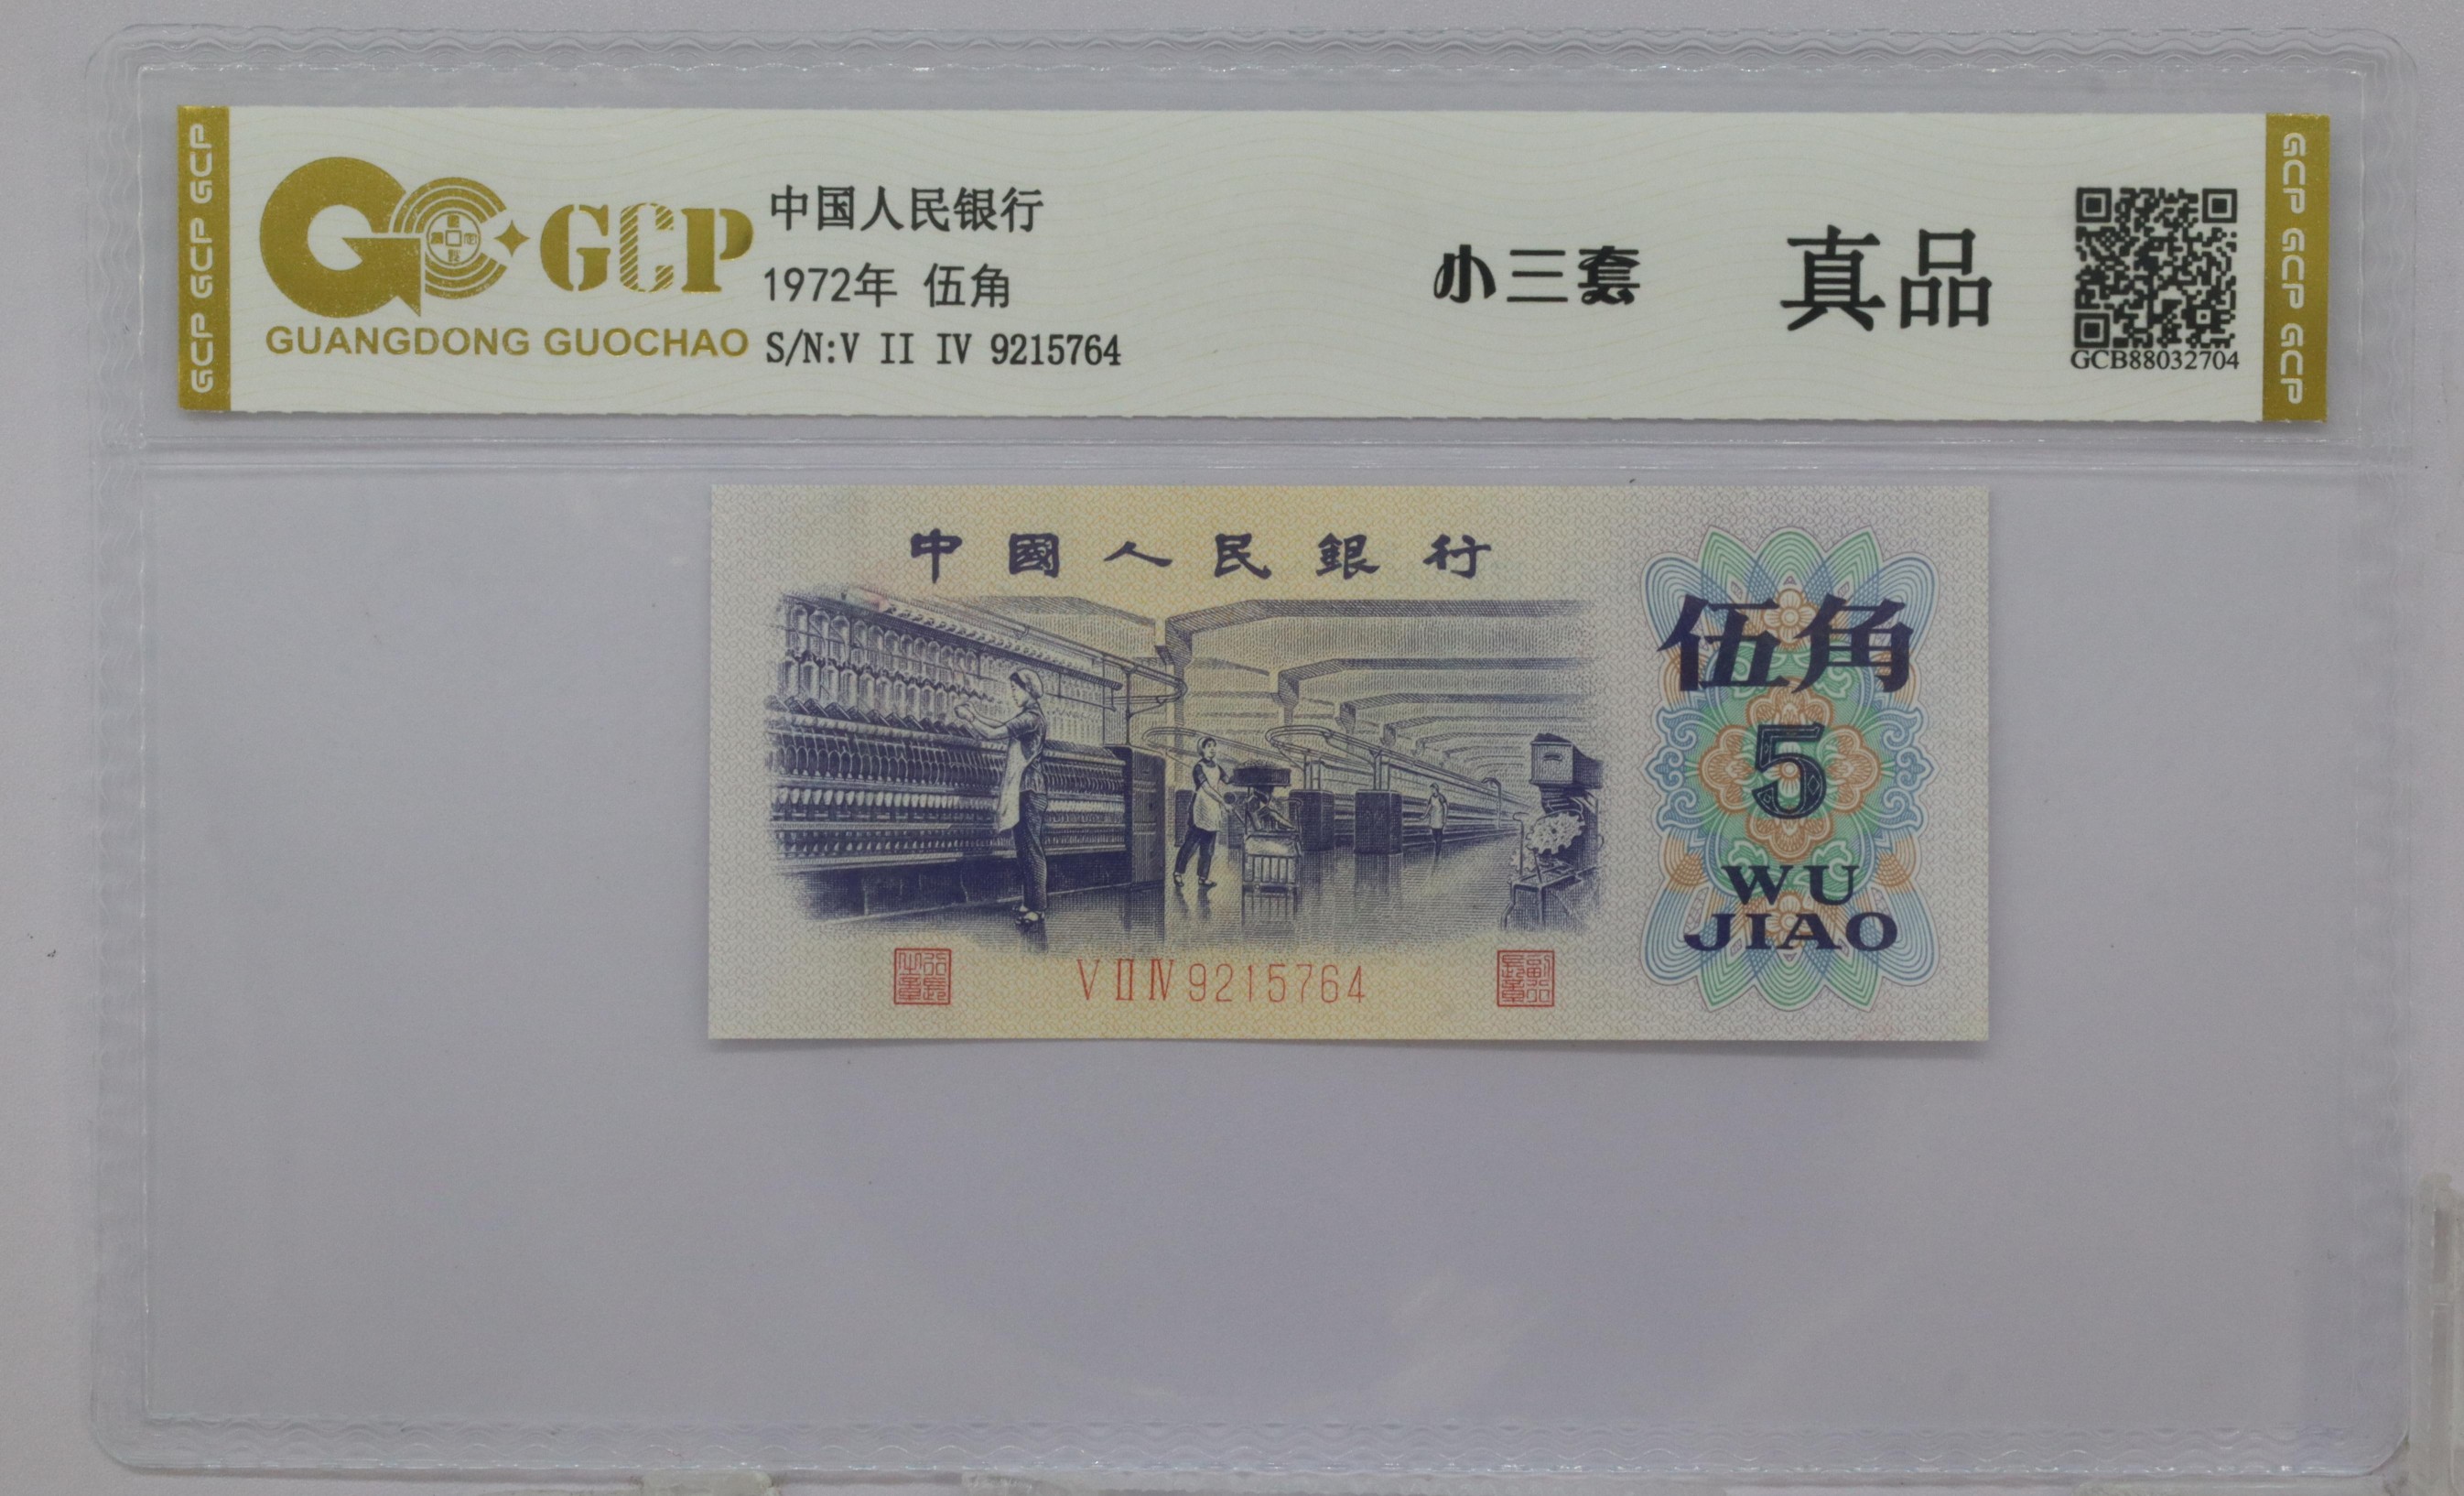 GCP GCP GCP
GCP
GUANGDONG GUOCHAO
中国人民银行
1972年 伍角
S/N:V II IV 9215764
小三套
真品
GCB88032704
GCP GCP GCP
中國人民銀行
伍角
5
WU
JIAO
V II IV 9215764